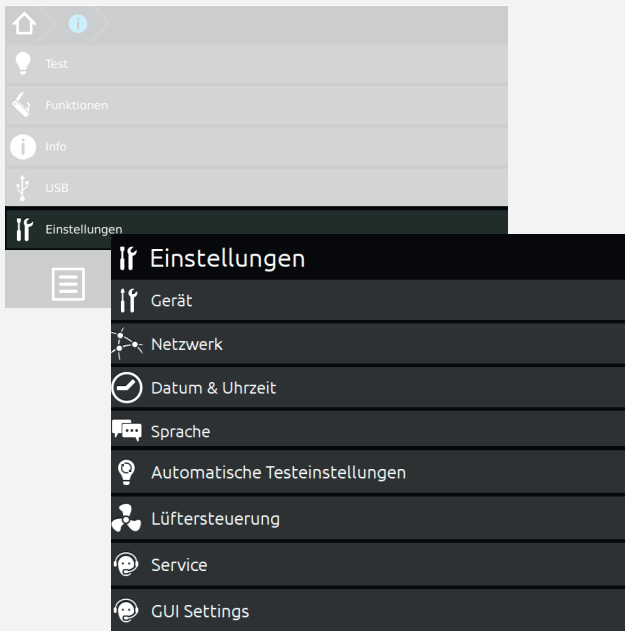 Test
Funktionen
Info
USB
Einstellungen
Einstellungen
Gerät
Netzwerk
Datum & Uhrzeit
Sprache
Automatische Testeinstellungen
Lüftersteuerung
Service
GUI Settings